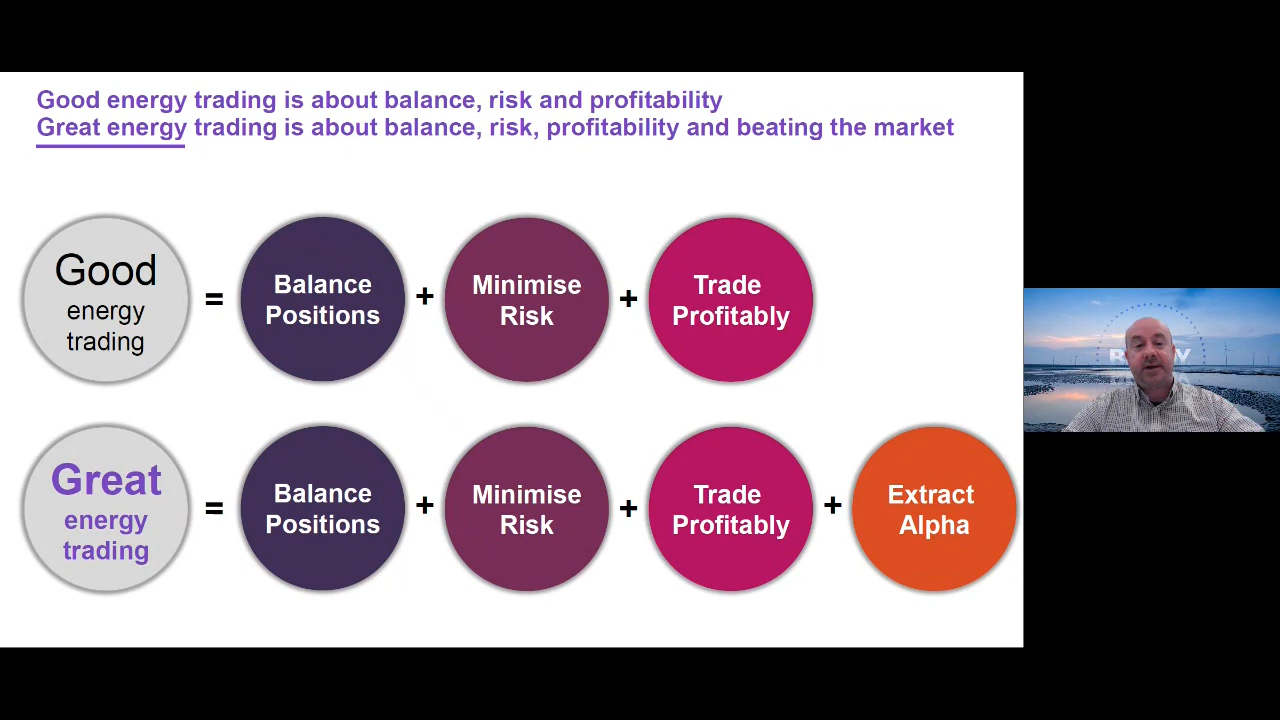 Good energy trading is about balance, risk and profitability
Great energy trading is about balance, risk, profitability and beating the market
Good
energy
trading
=
Balance
Positions
+
Minimise
Risk
+
Trade
Profitably
Great
energy
trading
=
Balance
Positions
+
Minimise
Risk
+
Trade
Profitably
+
Extract
Alpha